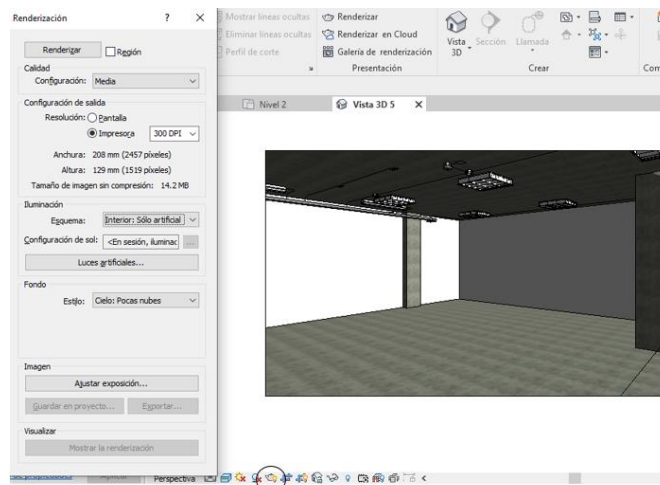 Renderización ? X
Renderizar Región
Calidad
Configuración: Media
Configuración de salida
Resolución: Pantalla
Impresora 300 DPI
Anchura: 208 mm (2457 píxeles)
Altura: 129 mm (1519 píxeles)
Tamaño de imagen sin compresión: 14.2 MB
Iluminación
Esquema: Interior: Sólo artificial
Configuración de sol: <En sesión, iluminac ...
Luces artificiales...
Fondo
Estilo: Cielo: Pocas nubes
Imagen
Ajustar exposición...
Guardar en proyecto... Exportar...
Visualizar
Mostrar la renderización
Mostrar líneas ocultas
Eliminar líneas ocultas
Perfil de corte
Renderizar
Renderizar en Cloud
Galería de renderización
Presentación
Vista 3D
Sección
Llamada
Crear
Com
Nivel 2
Vista 3D 5 X
Perspectiva